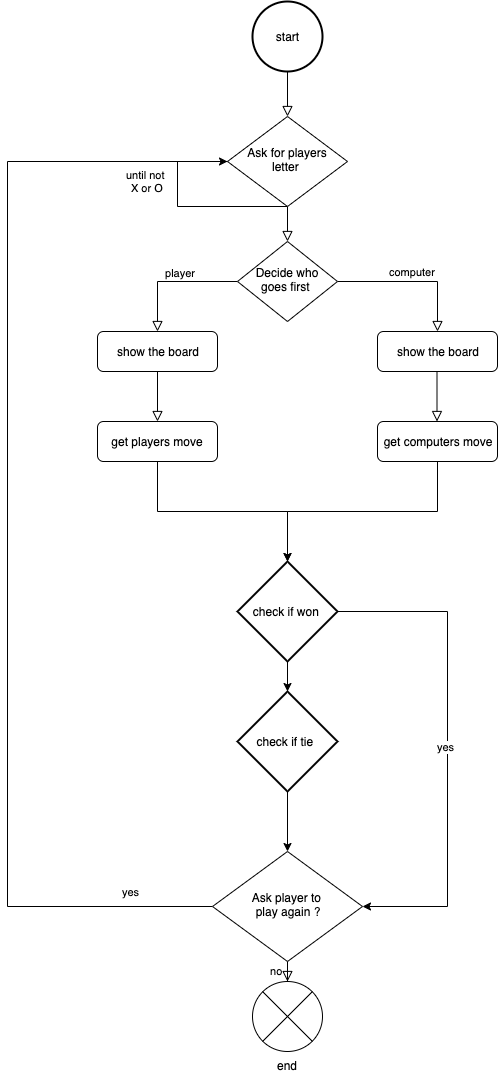 start
Ask for players
letter
until not
X or O
Decide who
goes first
player
computer
show the board
show the board
get players move
get computers move
check if won
check if tie
yes
Ask player to
play again ?
yes
no
end